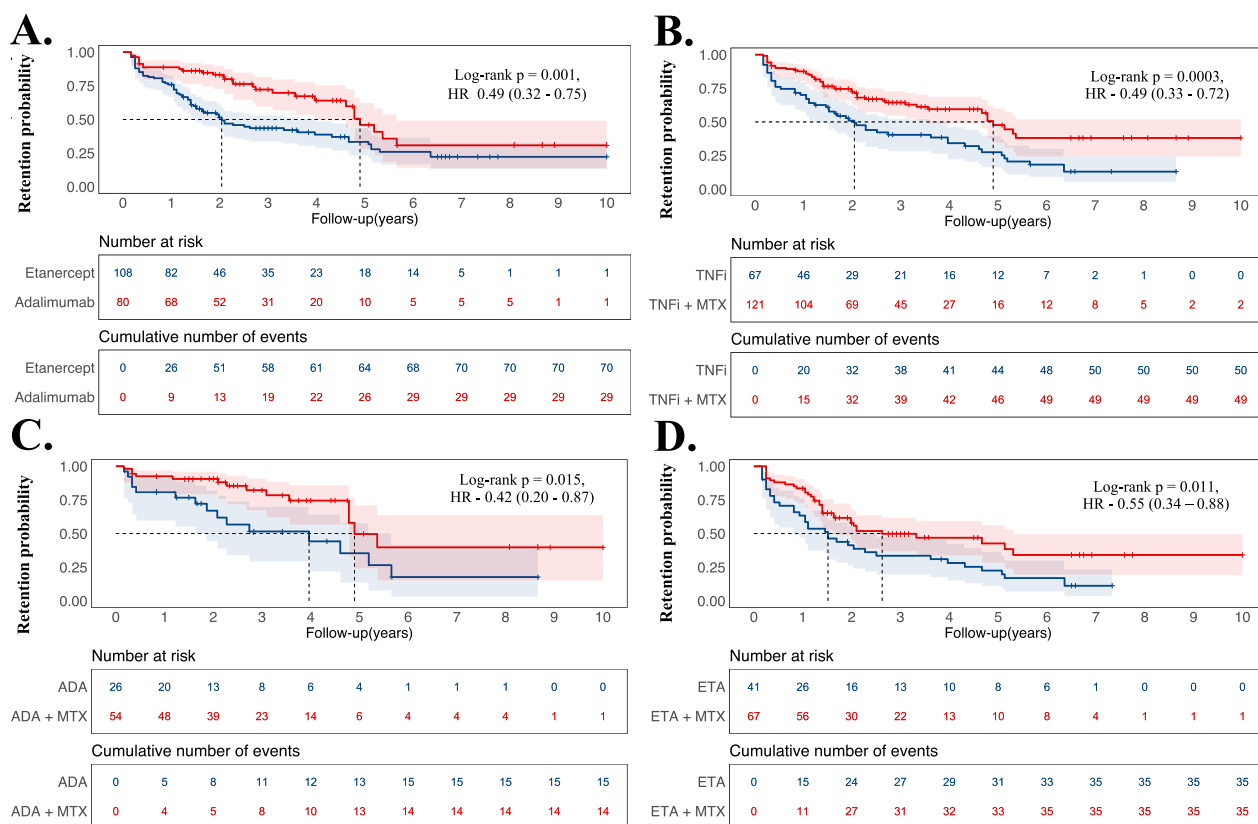 A.
Retention probability
1.00
0.75
0.50
0.25
0.00
Log-rank p = 0.001,
HR 0.49 (0.32 - 0.75)
0 1 2 3 4 5 6 7 8 9 10
Follow-up(years)
Number at risk
Etanercept 108 82 46 35 23 18 14 5 1 1 1
Adalimumab 80 68 52 31 20 10 5 5 5 1 1
Cumulative number of events
Etanercept 0 26 51 58 61 64 68 70 70 70 70
Adalimumab 0 9 13 19 22 26 29 29 29 29 29
B.
Retention probability
1.00
0.75
0.50
0.25
0.00
Log-rank p = 0.0003,
HR - 0.49 (0.33 - 0.72)
0 1 2 3 4 5 6 7 8 9 10
Follow-up(years)
Number at risk
TNFi 67 46 29 21 16 12 7 2 1 0 0
TNFi + MTX 121 104 69 45 27 16 12 8 5 2 2
Cumulative number of events
TNFi 0 20 32 38 41 44 48 50 50 50 50
TNFi + MTX 0 15 32 39 42 46 49 49 49 49 49
C.
Retention probability
1.00
0.75
0.50
0.25
0.00
Log-rank p = 0.015,
HR - 0.42 (0.20 - 0.87)
0 1 2 3 4 5 6 7 8 9 10
Follow-up(years)
Number at risk
ADA 26 20 13 8 6 4 1 1 1 0 0
ADA + MTX 54 48 39 23 14 6 4 4 4 1 1
Cumulative number of events
ADA 0 5 8 11 12 13 15 15 15 15 15
ADA + MTX 0 4 5 8 10 13 14 14 14 14 14
D.
Retention probability
1.00
0.75
0.50
0.25
0.00
Log-rank p = 0.011,
HR - 0.55 (0.34 – 0.88)
0 1 2 3 4 5 6 7 8 9 10
Follow-up(years)
Number at risk
ETA 41 26 16 13 10 8 6 1 0 0 0
ETA + MTX 67 56 30 22 13 10 8 4 1 1 1
Cumulative number of events
ETA 0 15 24 27 29 31 33 35 35 35 35
ETA + MTX 0 11 27 31 32 33 35 35 35 35 35